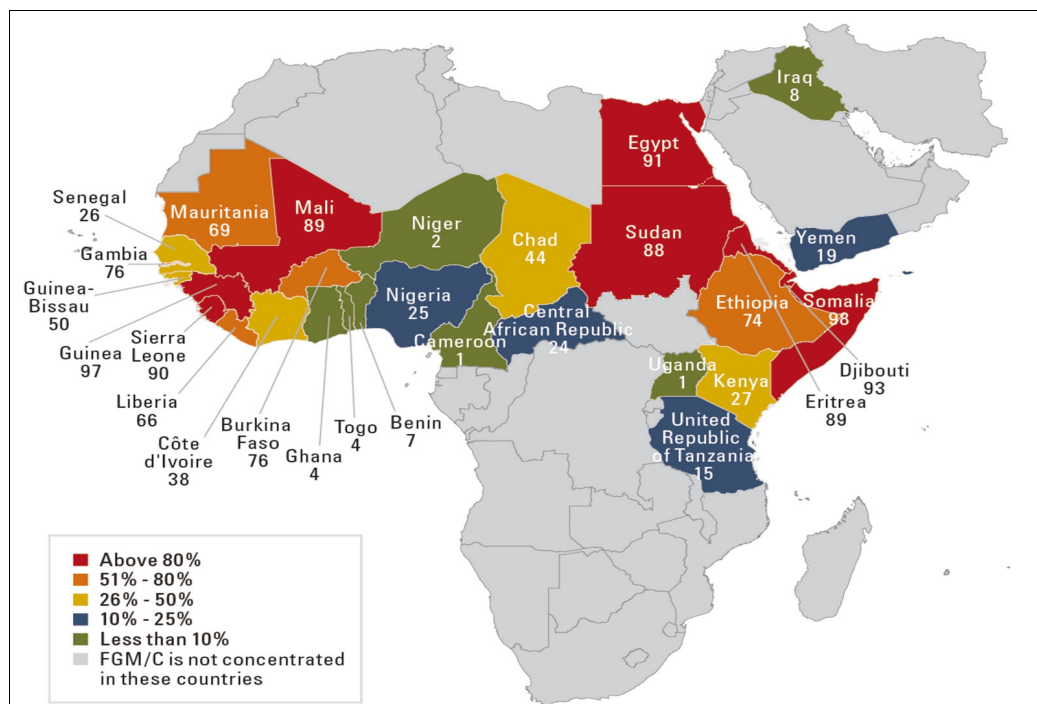 Iraq
8
Egypt
91
Senegal
26
Mauritania
69
Mali
89
Niger
2
Chad
44
Sudan
88
Yemen
19
Gambia
76
Guinea-
Bissau
50
Nigeria
25
Ethiopia
74
Somalia
98
Central
African Republic
24
Cameroon
1
Guinea
97
Sierra
Leone
90
Liberia
66
Côte
d'Ivoire
38
Burkina
Faso
76
Ghana
4
Togo
4
Benin
7
Uganda
1
Kenya
27
United
Republic
of Tanzania
15
Djibouti
93
Eritrea
89
Above 80%
51% - 80%
26% - 50%
10% - 25%
Less than 10%
FGM/C is not concentrated
in these countries